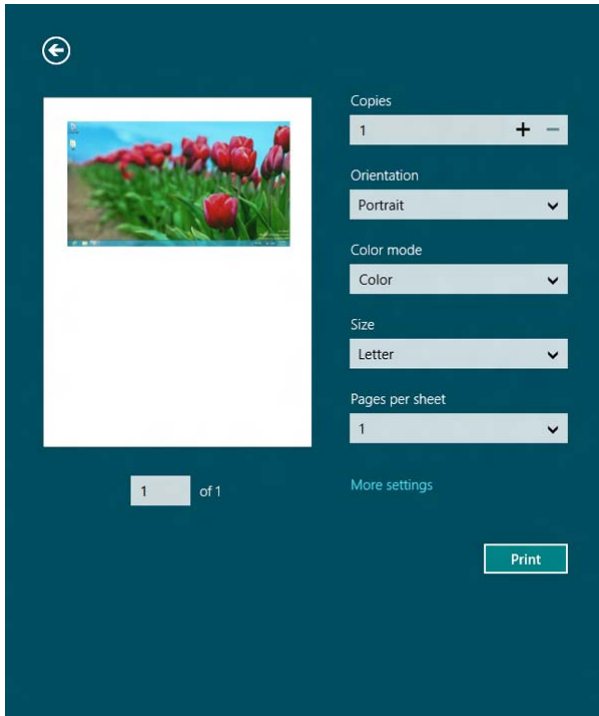 Copies
1
Orientation
Portrait
Color mode
Color
Size
Letter
Pages per sheet
1
1 of 1
More settings
Print